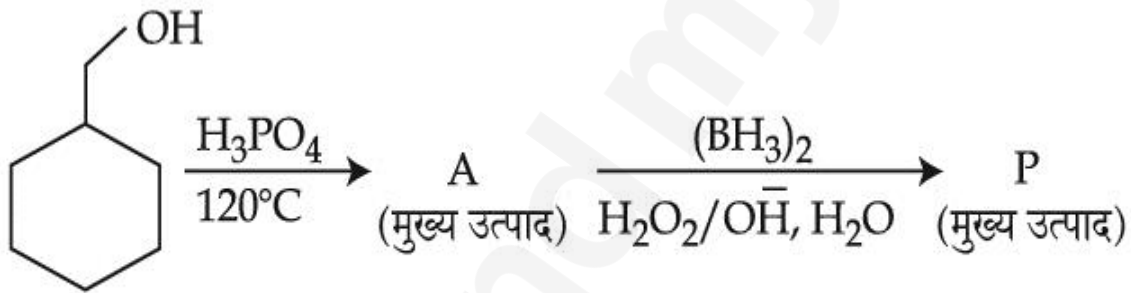 OH
H₃PO₄
120°C
A
(मुख्य उत्पाद)
(BH₃)₂
H₂O₂/OH̄, H₂O
P
(मुख्य उत्पाद)